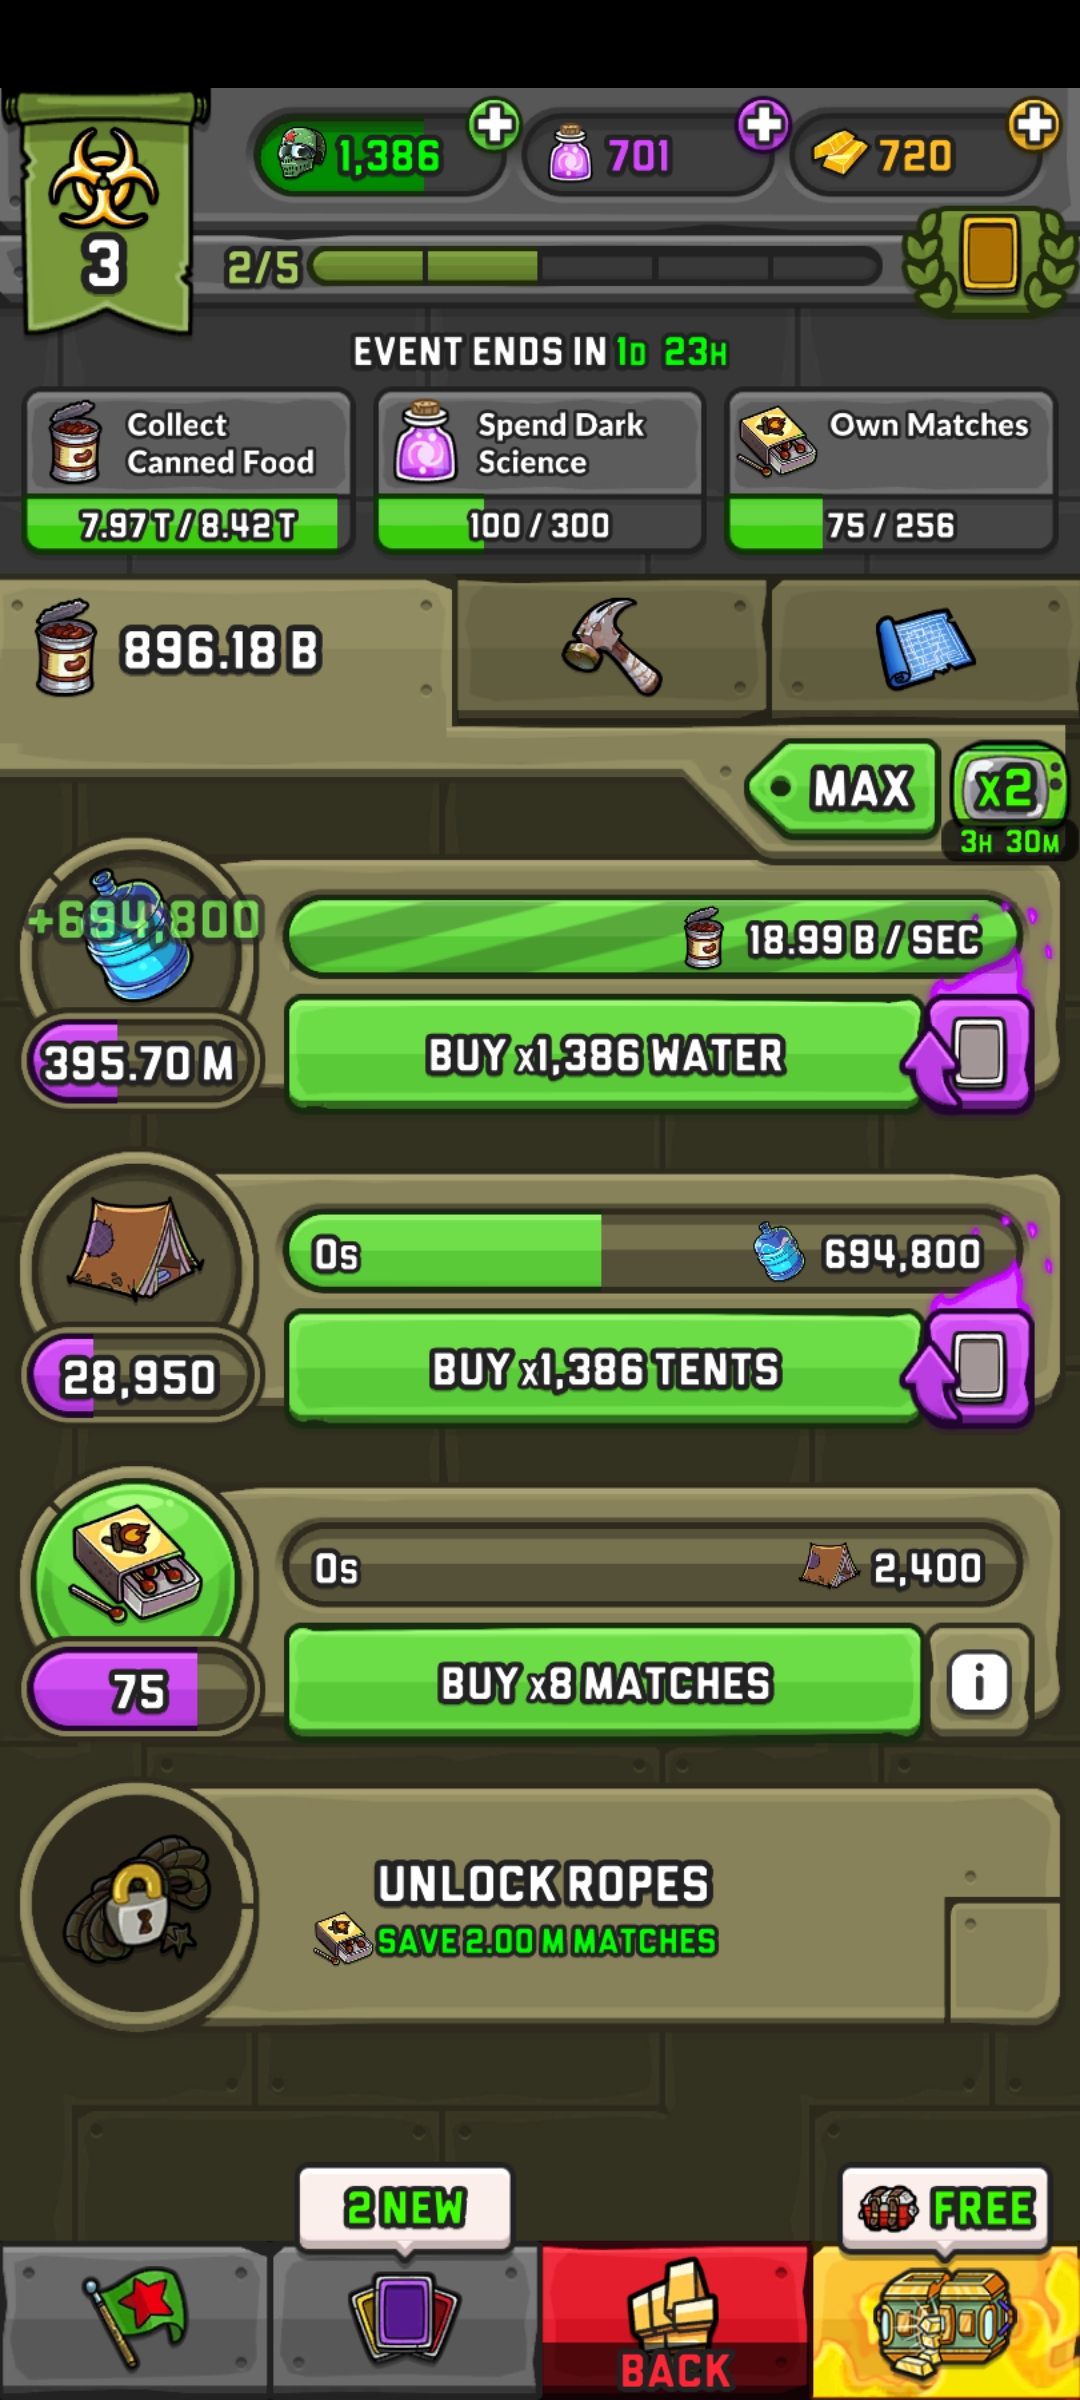 1,386
701
720
3
2/5
EVENT ENDS IN 1D 23H
Collect
Canned Food
7.97 T / 8.42 T
Spend Dark
Science
100 / 300
Own Matches
75 / 256
896.18 B
MAX
x2
3H 30M
+694,800
18.99 B / SEC
395.70 M
BUY x1,386 WATER
0s
694,800
28,950
BUY x1,386 TENTS
0s
2,400
75
BUY x8 MATCHES
i
UNLOCK ROPES
SAVE 2.00 M MATCHES
2 NEW
FREE
BACK